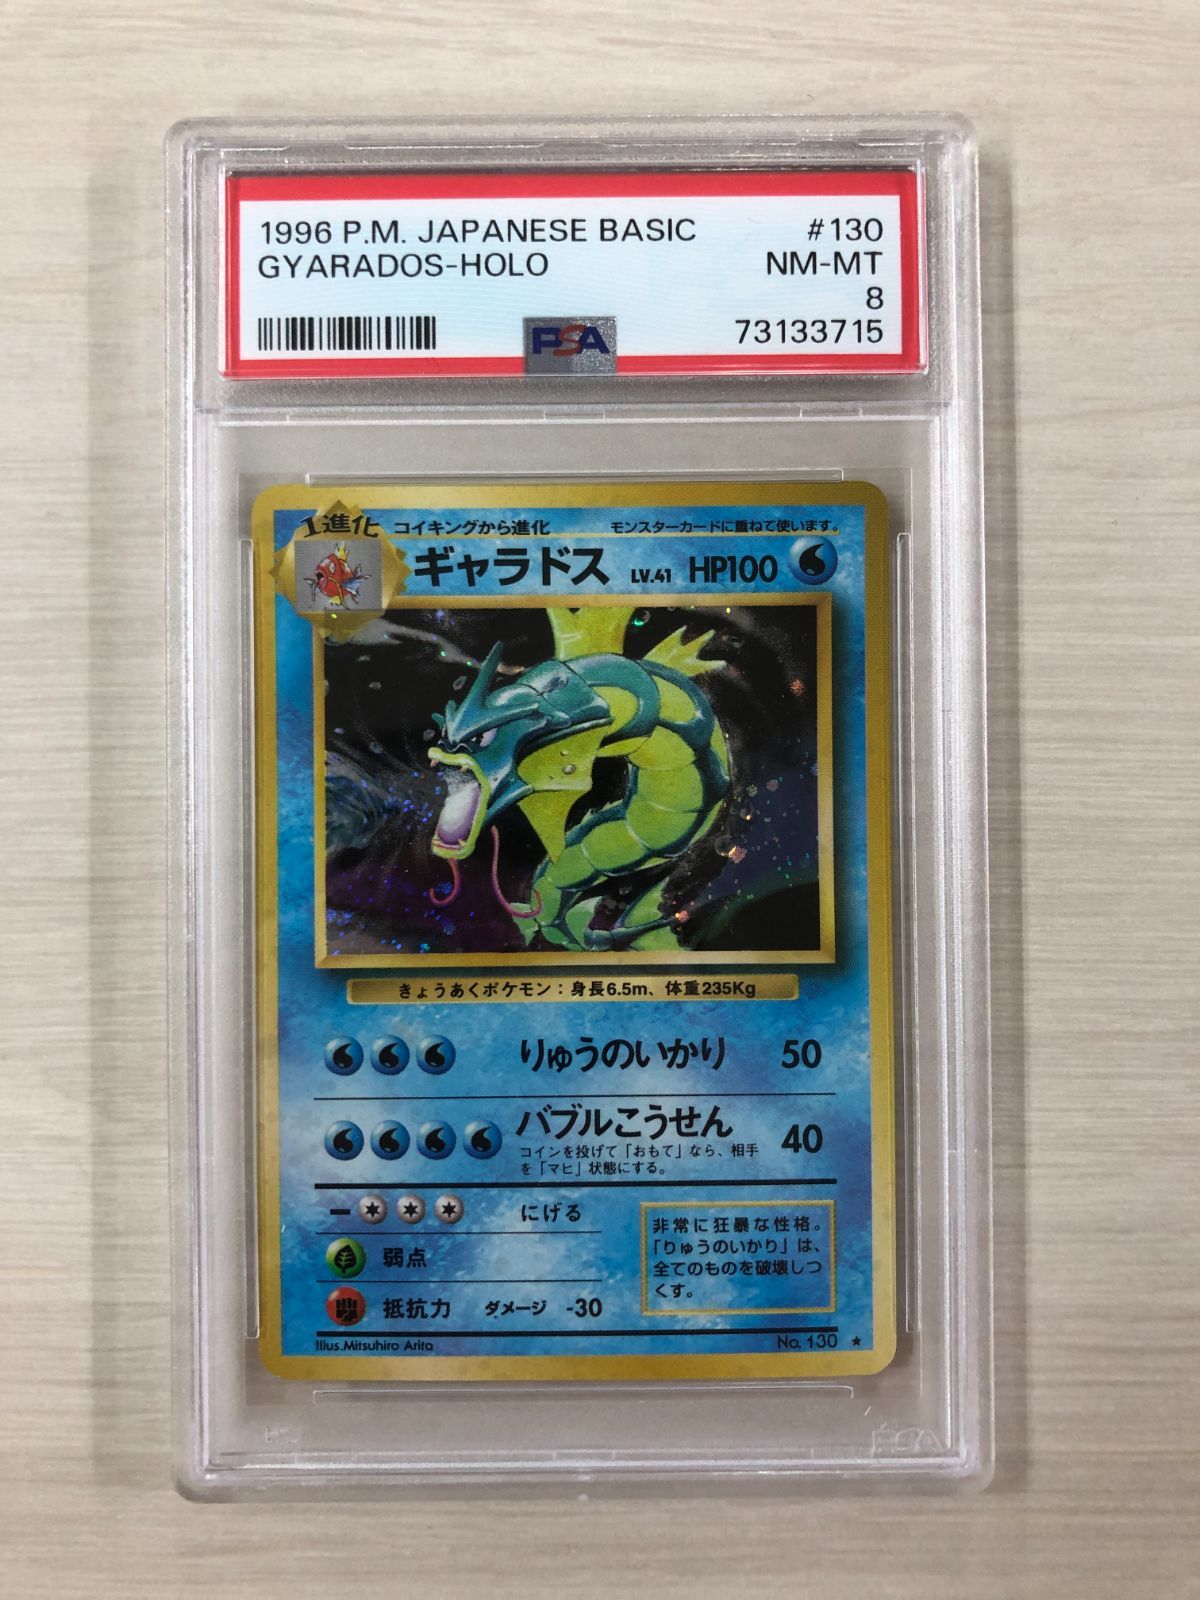 1996 P.M. JAPANESE BASIC #130
GYARADOS-HOLO NM-MT
8
PSA 73133715
1進化 コイキングから進化 モンスターカードに重ねて使います。
ギャラドス LV.41 HP100
きょうあくポケモン：身長6.5m、体重235Kg
りゅうのいかり 50
バブルこうせん 40
コインを投げて「おもて」なら、相手
を「マヒ」状態にする。
にげる
弱点
抵抗力 ダメージ -30
非常に狂暴な性格。
「りゅうのいかり」は、
全てのものを破壊しつ
くす。
Illus.Mitsuhiro Arita No. 130 ★
PSA